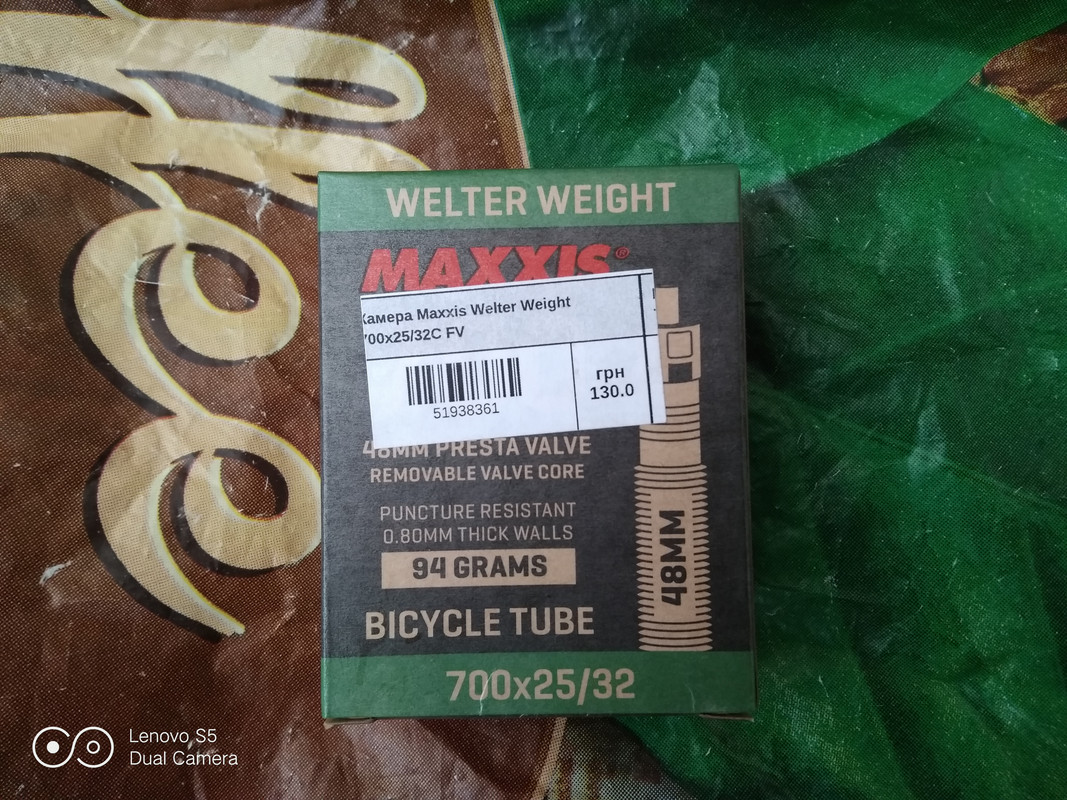 WELTER WEIGHT
MAXXIS®
Камера Maxxis Welter Weight
700x25/32C FV
51938361
грн
130.0
48MM PRESTA VALVE
REMOVABLE VALVE CORE
PUNCTURE RESISTANT
0.80MM THICK WALLS
94 GRAMS
BICYCLE TUBE
48MM
700x25/32
Lenovo S5
Dual Camera